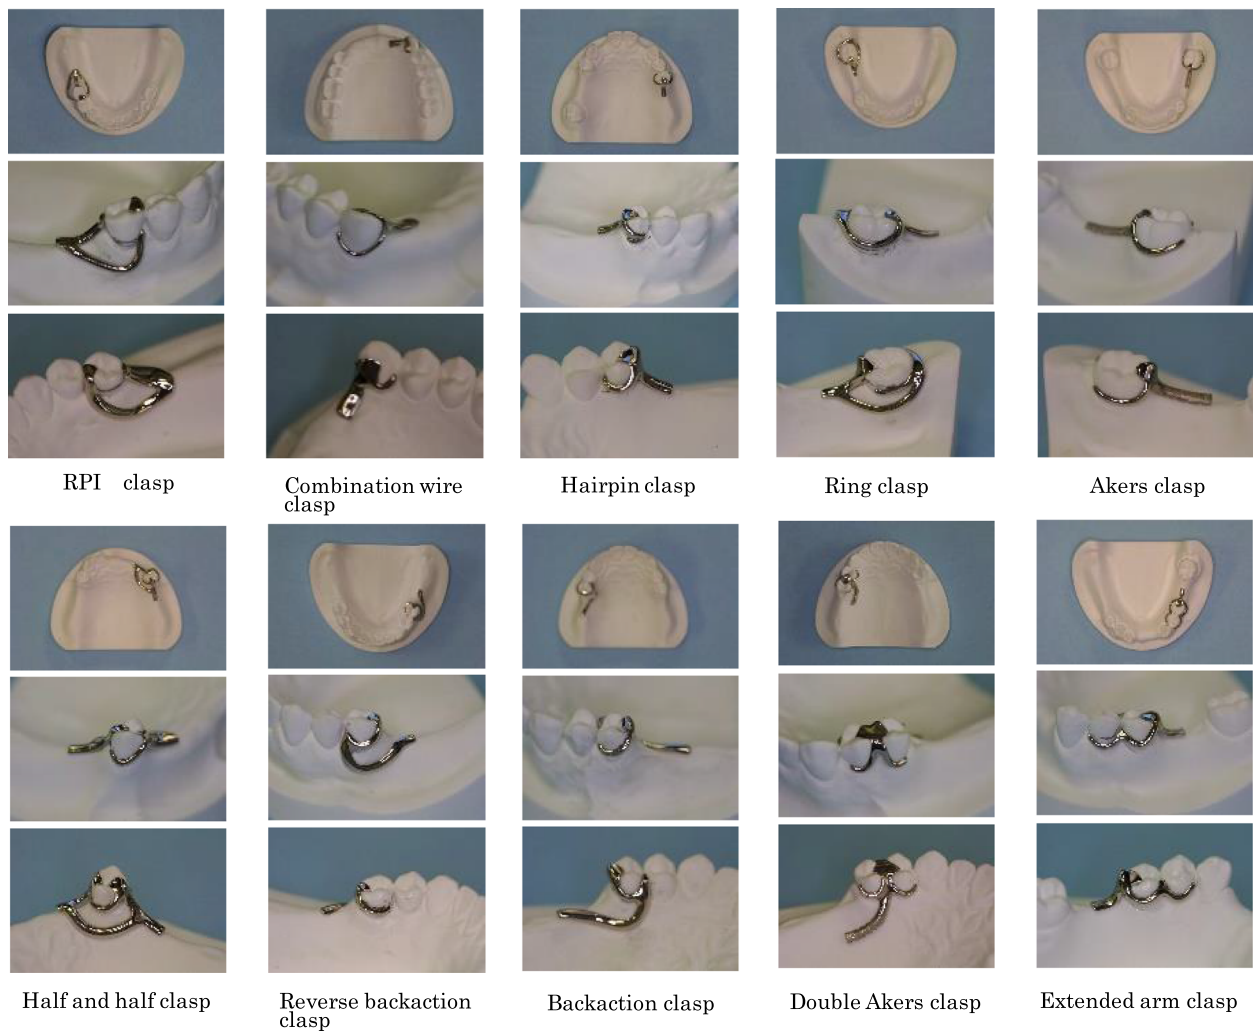 RPI clasp
Combination wire
clasp
Hairpin clasp
Ring clasp
Akers clasp
Half and half clasp
Reverse backaction
clasp
Backaction clasp
Double Akers clasp
Extended arm clasp